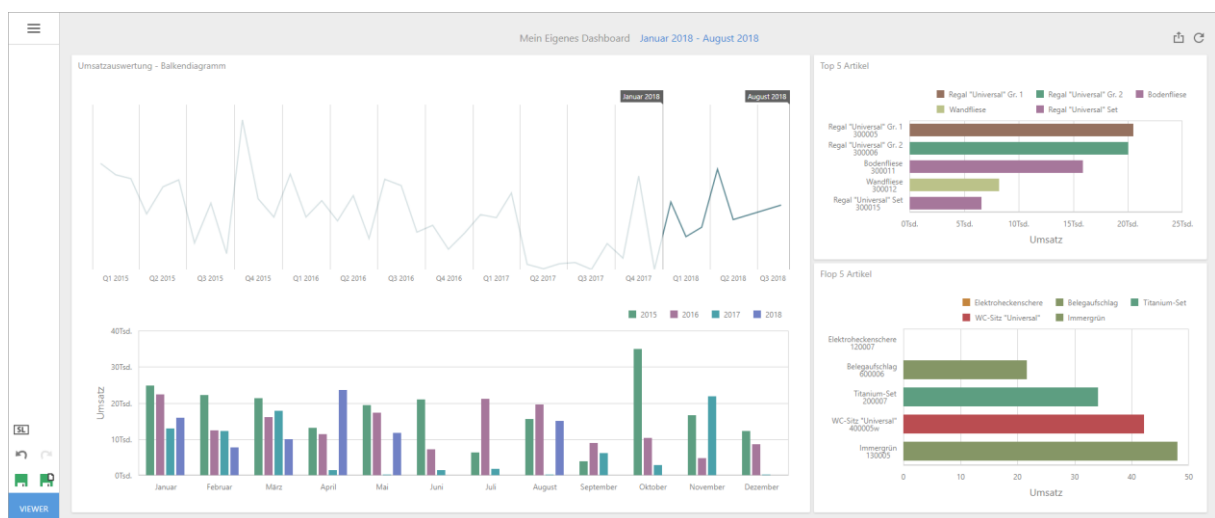 Mein Eigenes Dashboard Januar 2018 - August 2018
Umsatzauswertung - Balkendiagramm
Januar 2018 August 2018
Q1 2015 Q2 2015 Q3 2015 Q4 2015 Q1 2016 Q2 2016 Q3 2016 Q4 2016 Q1 2017 Q2 2017 Q3 2017 Q4 2017 Q1 2018 Q2 2018 Q3 2018
2015 2016 2017 2018
40Tsd.
30Tsd.
20Tsd.
10Tsd.
0Tsd.
Umsatz
Januar Februar März April Mai Juni Juli August September Oktober November Dezember
Top 5 Artikel
Regal "Universal" Gr. 1 Regal "Universal" Gr. 2 Bodenfliese
Wandfliese Regal "Universal" Set
Regal "Universal" Gr. 1
300005
Regal "Universal" Gr. 2
300006
Bodenfliese
300011
Wandfliese
300012
Regal "Universal" Set
300015
0Tsd. 5Tsd. 10Tsd. 15Tsd. 20Tsd. 25Tsd.
Umsatz
Flop 5 Artikel
Elektroheckenschere Belegaufschlag Titanium-Set
WC-Sitz "Universal" Immergrün
Elektroheckenschere
120007
Belegaufschlag
600006
Titanium-Set
200007
WC-Sitz "Universal"
400005w
Immergrün
130005
0 10 20 30 40 50
Umsatz
SL
VIEWER